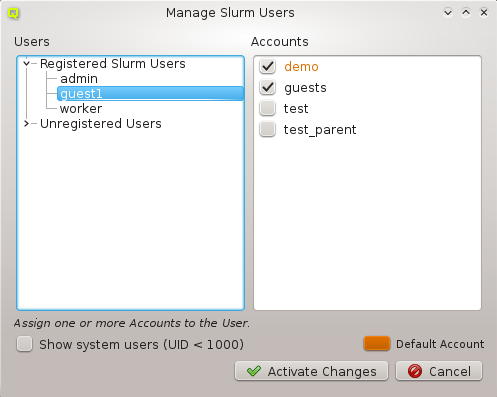 Manage Slurm Users
Users
Accounts
Registered Slurm Users
admin
guest1
worker
Unregistered Users
demo
guests
test
test_parent
Assign one or more Accounts to the User.
Show system users (UID < 1000)
Default Account
Activate Changes
Cancel